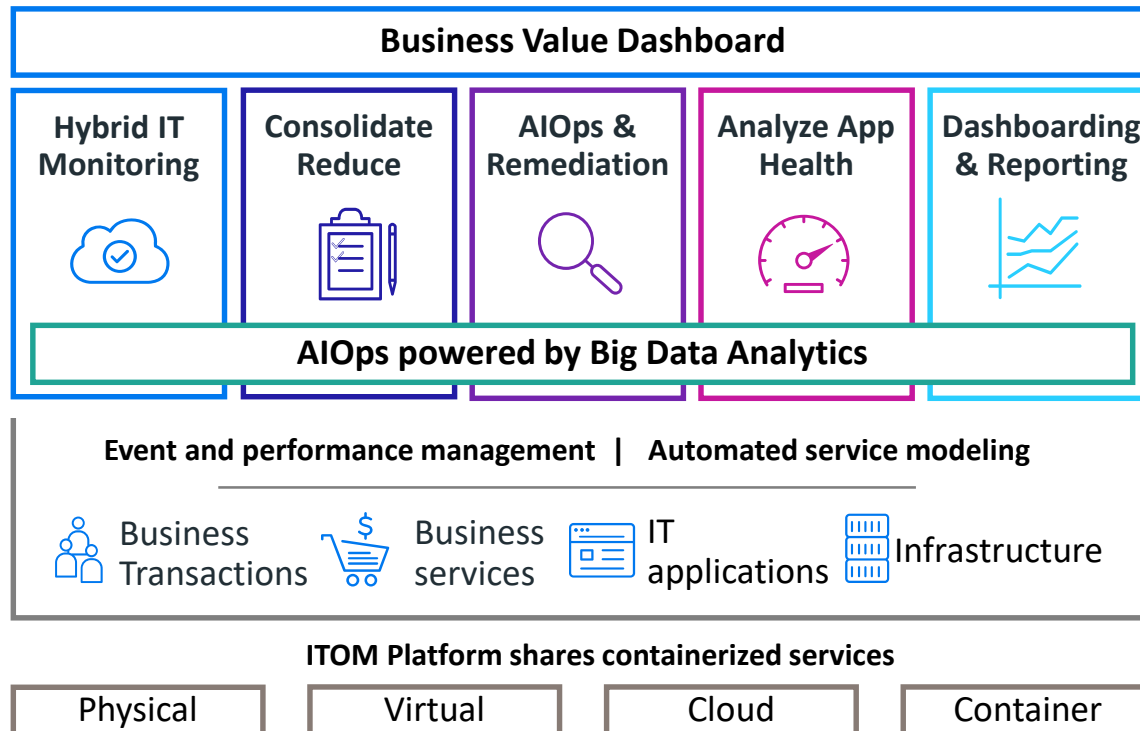 Business Value Dashboard
Hybrid IT
Monitoring
Consolidate
Reduce
AIOps &
Remediation
Analyze App
Health
Dashboarding
& Reporting
$
AIOps powered by Big Data Analytics
Event and performance management | Automated service modeling
Business
Transactions
Business
services
IT
applications
Infrastructure
ITOM Platform shares containerized services
Physical
Virtual
Cloud
Container